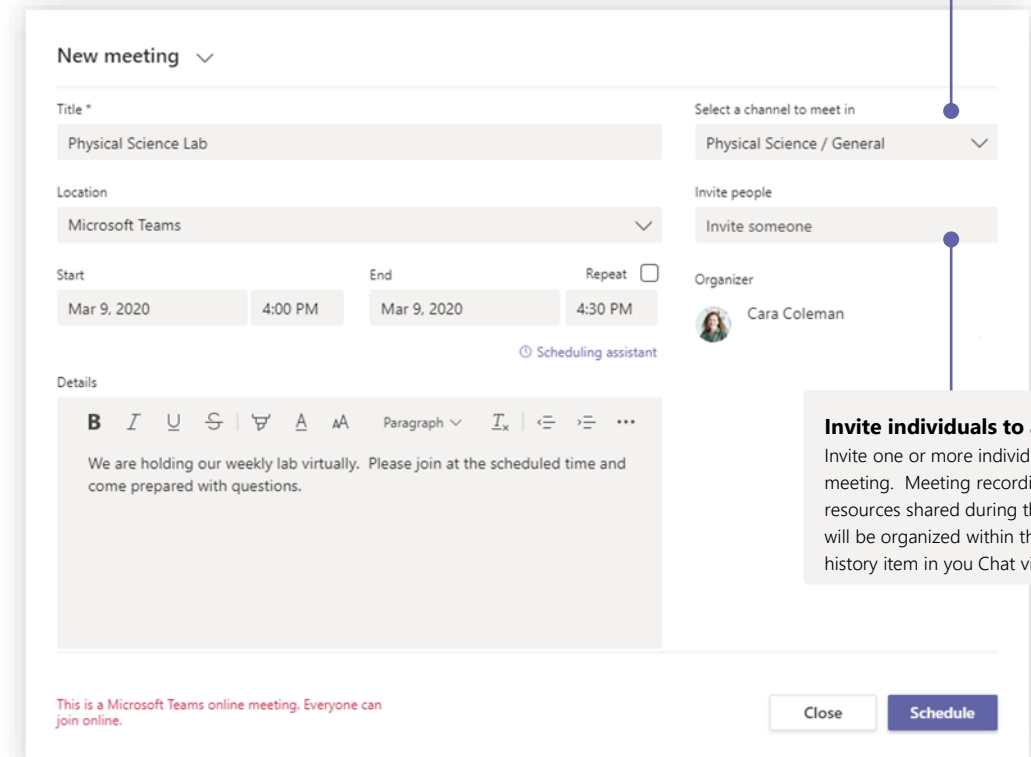 New meeting
Title *
Physical Science Lab
Location
Microsoft Teams
Start
End
Repeat
Mar 9, 2020
4:00 PM
Mar 9, 2020
4:30 PM
Scheduling assistant
Details
B I U S A AA Paragraph Tx ...
We are holding our weekly lab virtually. Please join at the scheduled time and
come prepared with questions.
Select a channel to meet in
Physical Science / General
Invite people
Invite someone
Organizer
Cara Coleman
Invite individuals to
Invite one or more
meeting. Meeting
resources shared during
will be organized within
history item in you Chat
This is a Microsoft Teams online meeting. Everyone can
join online.
Close
Schedule